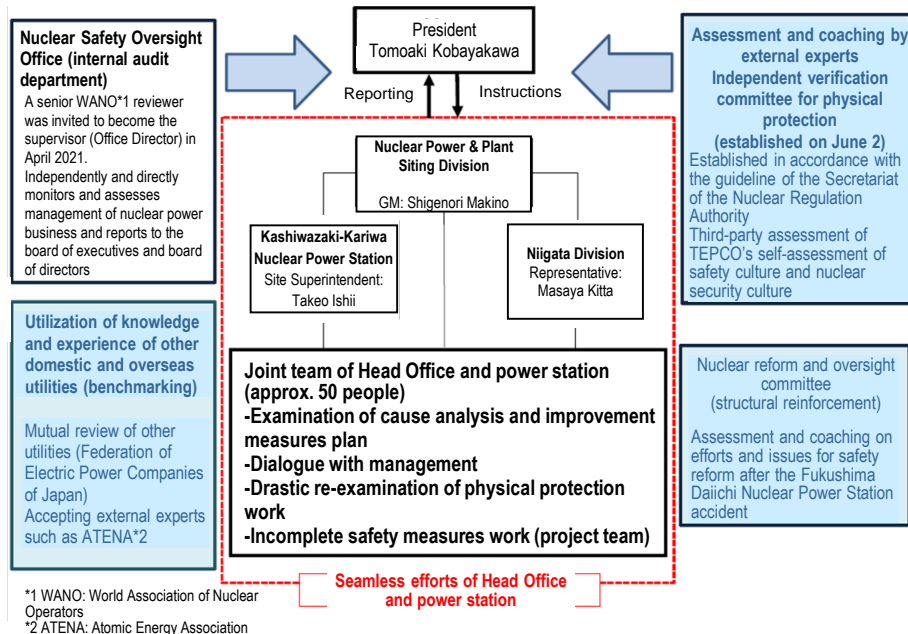 President
Tomoaki Kobayakawa
Nuclear Safety Oversight
Office (internal audit
department)
A senior WANO*1 reviewer
was invited to become the
supervisor (Office Director) in
April 2021.
Independently and directly
monitors and assesses
management of nuclear power
business and reports to the
board of executives and board
of directors
Reporting
Instructions
Assessment and coaching by
external experts
Independent verification
committee for physical
protection
(established on June 2)
Established in accordance with
the guideline of the Secretariat
of the Nuclear Regulation
Authority
Third-party assessment of
TEPCO's self-assessment of
safety culture and nuclear
security culture
Nuclear Power & Plant
Siting Division
GM: Shigenori Makino
Kashiwazaki-Kariwa
Nuclear Power Station
Site Superintendent:
Takeo Ishii
Niigata Division
Representative:
Masaya Kitta
Utilization of knowledge
and experience of other
domestic and overseas
utilities (benchmarking)
Mutual review of other
utilities (Federation of
Electric Power Companies
of Japan)
Accepting external experts
such as ATENA*2
Joint team of Head Office and power station
(approx. 50 people)
-Examination of cause analysis and improvement
measures plan
-Dialogue with management
-Drastic re-examination of physical protection
work
-Incomplete safety measures work (project team)
Nuclear reform and oversight
committee
(structural reinforcement)
Assessment and coaching on
efforts and issues for safety
reform after the Fukushima
Daiichi Nuclear Power Station
accident
Seamless efforts of Head Office
and power station
*1 WANO: World Association of Nuclear
Operators
*2 ATENA: Atomic Energy Association